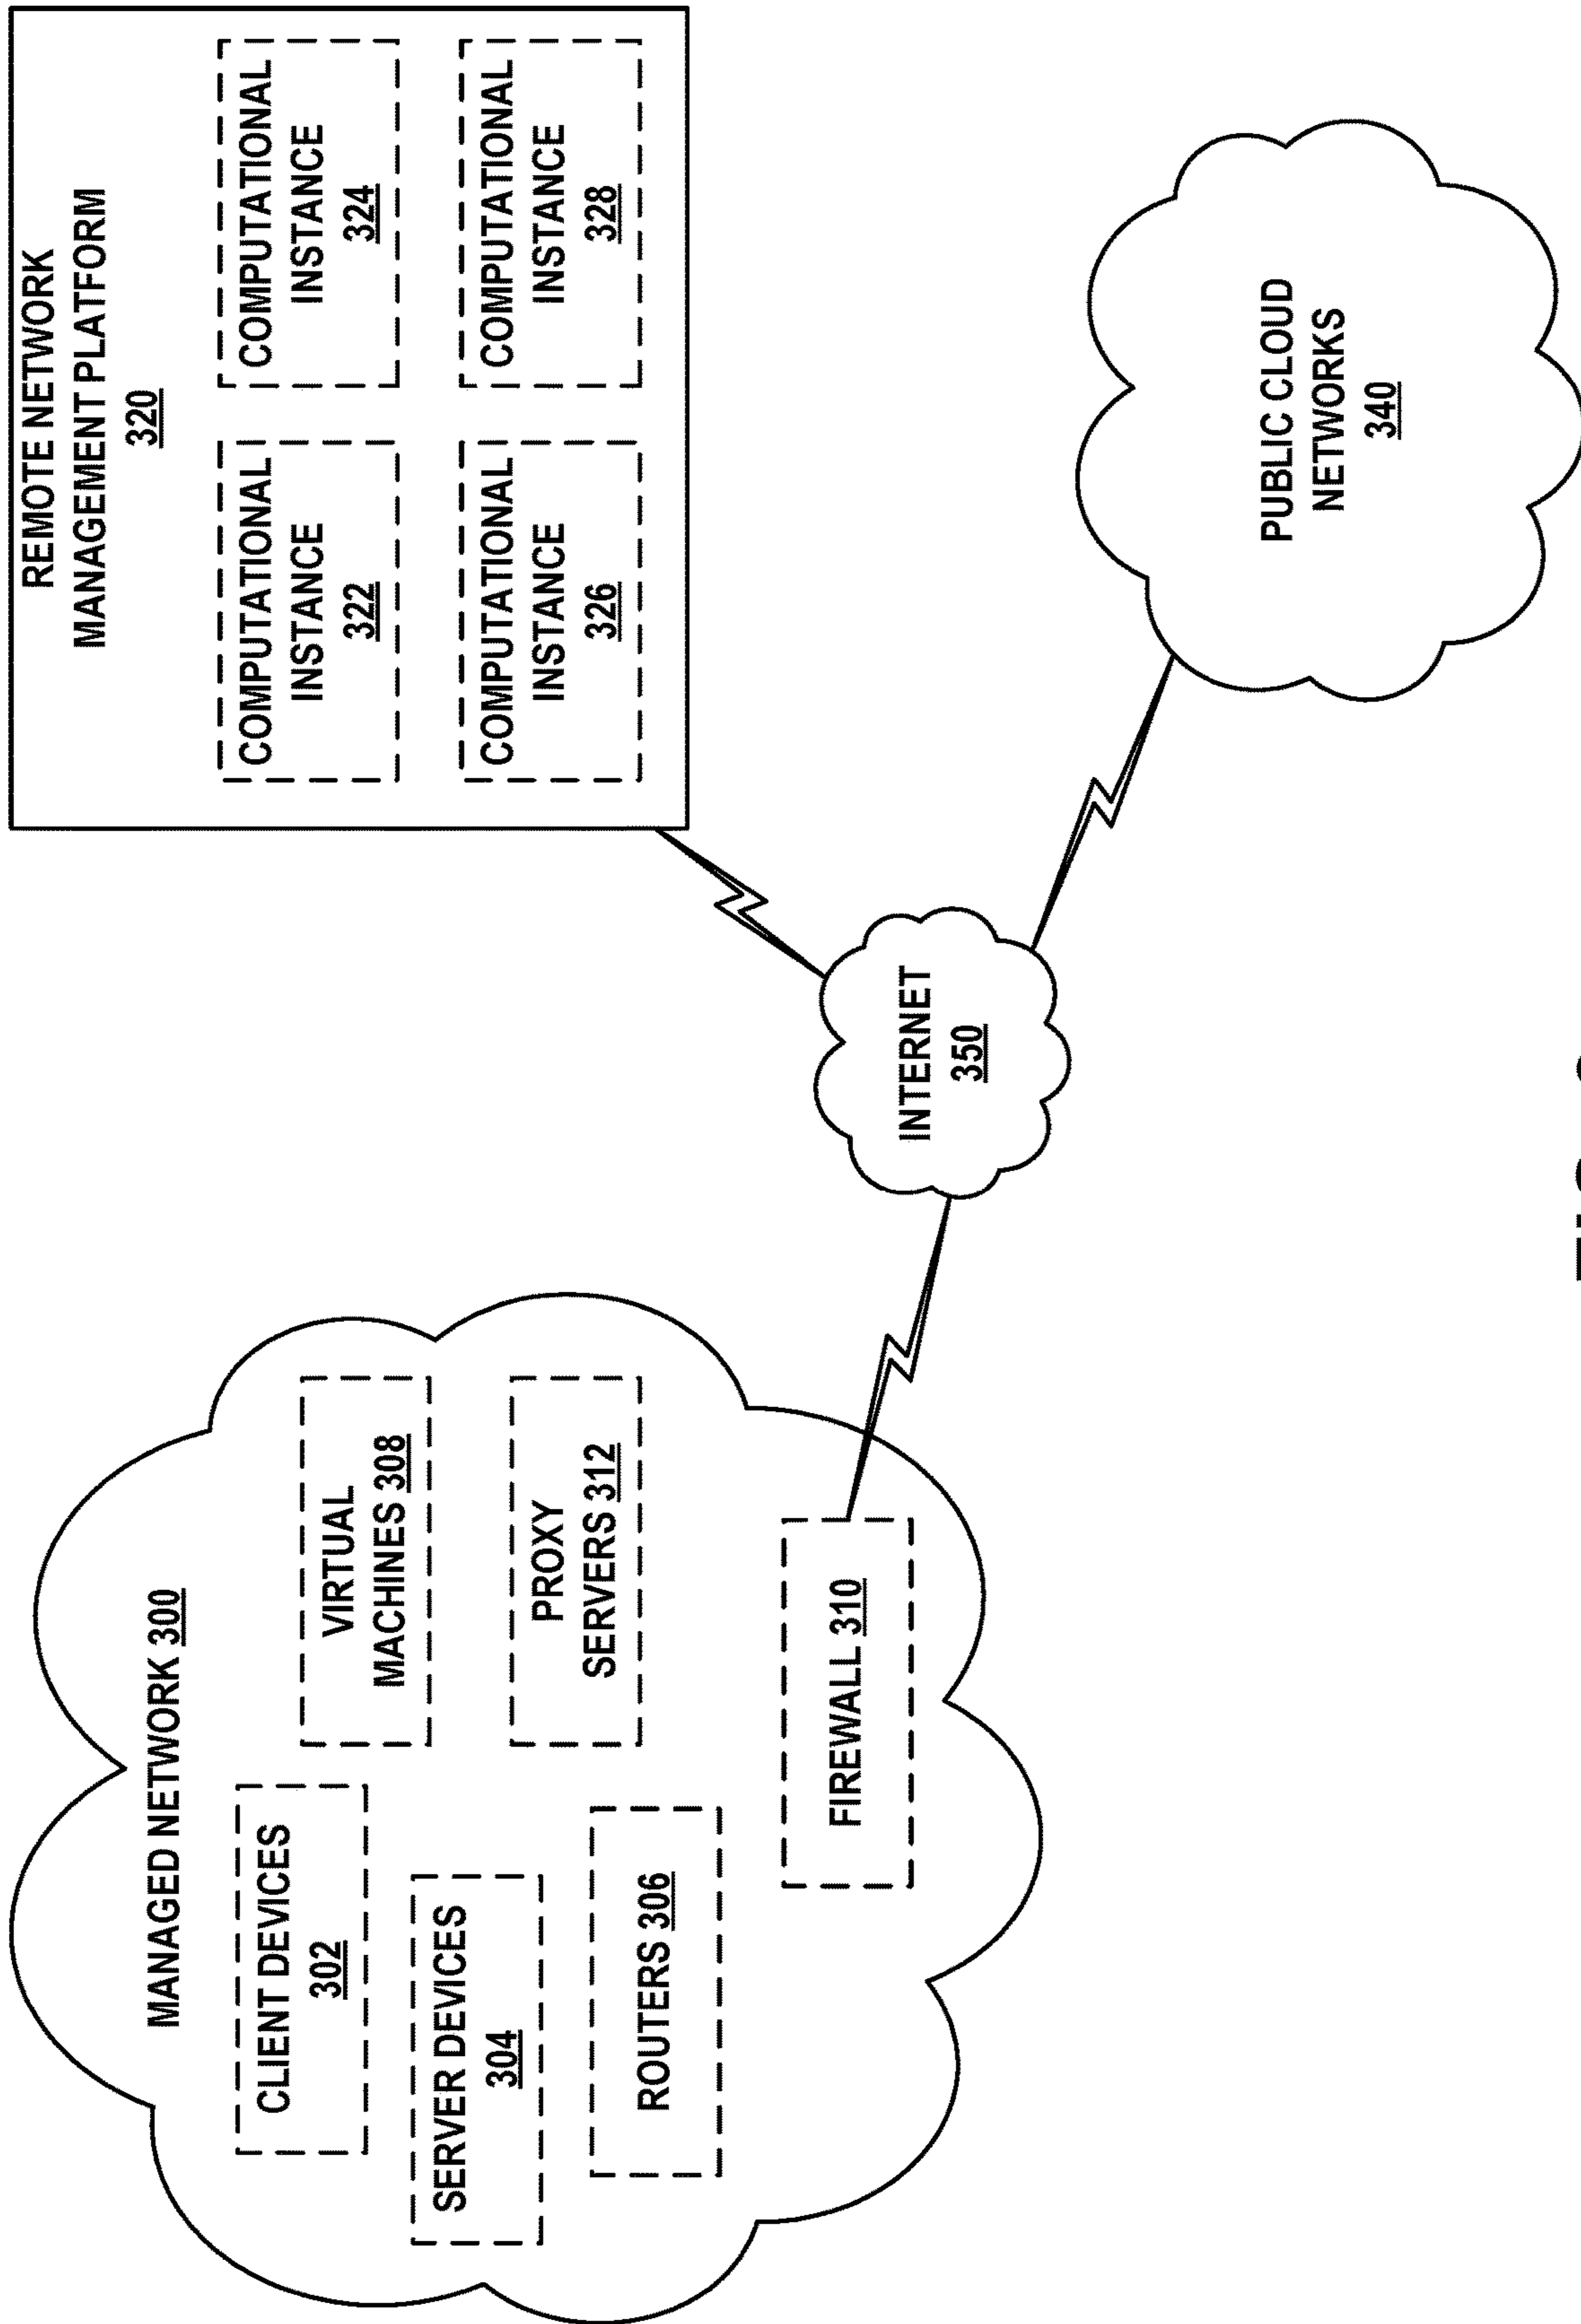 MANAGED NETWORK 300
CLIENT DEVICES
302
SERVER DEVICES
304
ROUTERS 306
VIRTUAL
MACHINES 308
PROXY
SERVERS 312
FIREWALL 310
INTERNET
350
REMOTE NETWORK
MANAGEMENT PLATFORM
320
COMPUTATIONAL
INSTANCE
322
COMPUTATIONAL
INSTANCE
324
COMPUTATIONAL
INSTANCE
326
COMPUTATIONAL
INSTANCE
328
PUBLIC CLOUD
NETWORKS
340